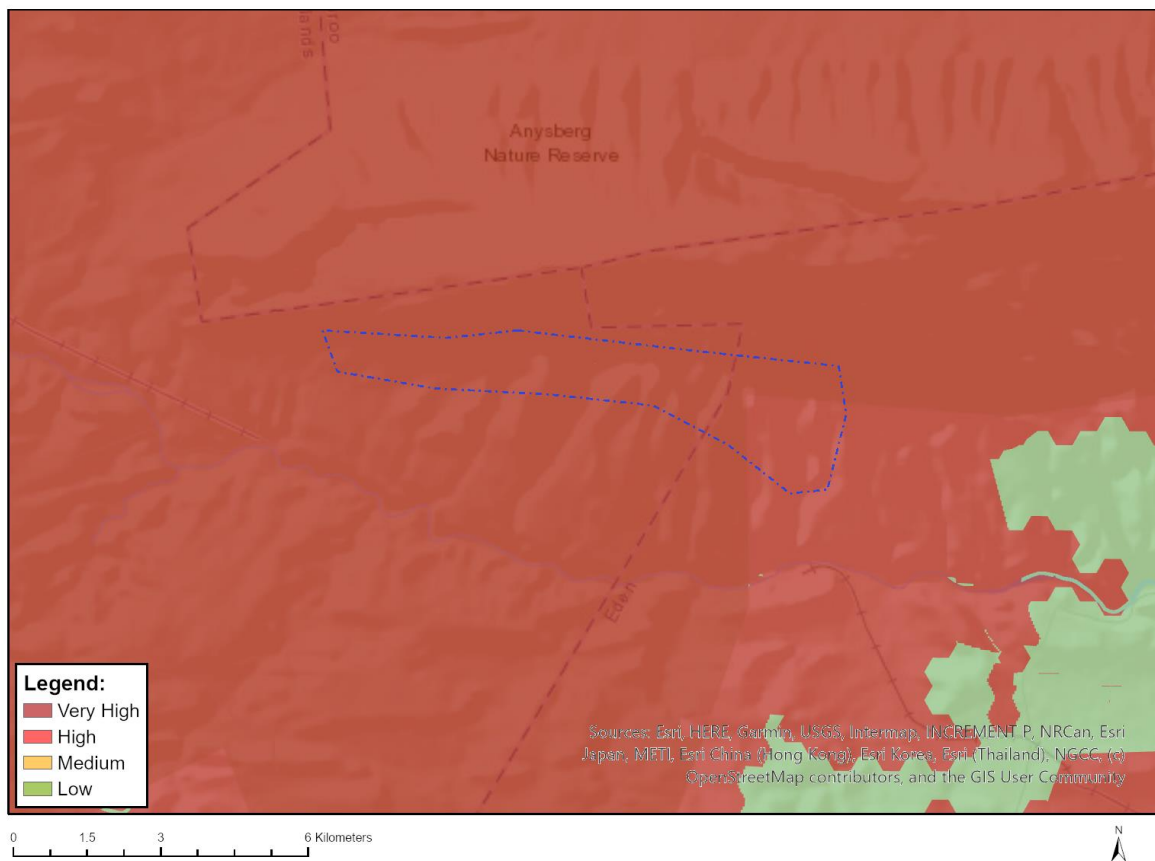 roo
lands
Anysberg
Nature Reserve
Eden
Legend:
Very High
High
Medium
Low
Sources: Esri, HERE, Garmin, USGS, Intermap, INCREMENT P, NRCan, Esri
Japan, METI, Esri China (Hong Kong), Esri Korea, Esri (Thailand), NGCC, (c)
OpenStreetMap contributors, and the GIS User Community
0 1.5 3 6 Kilometers
N